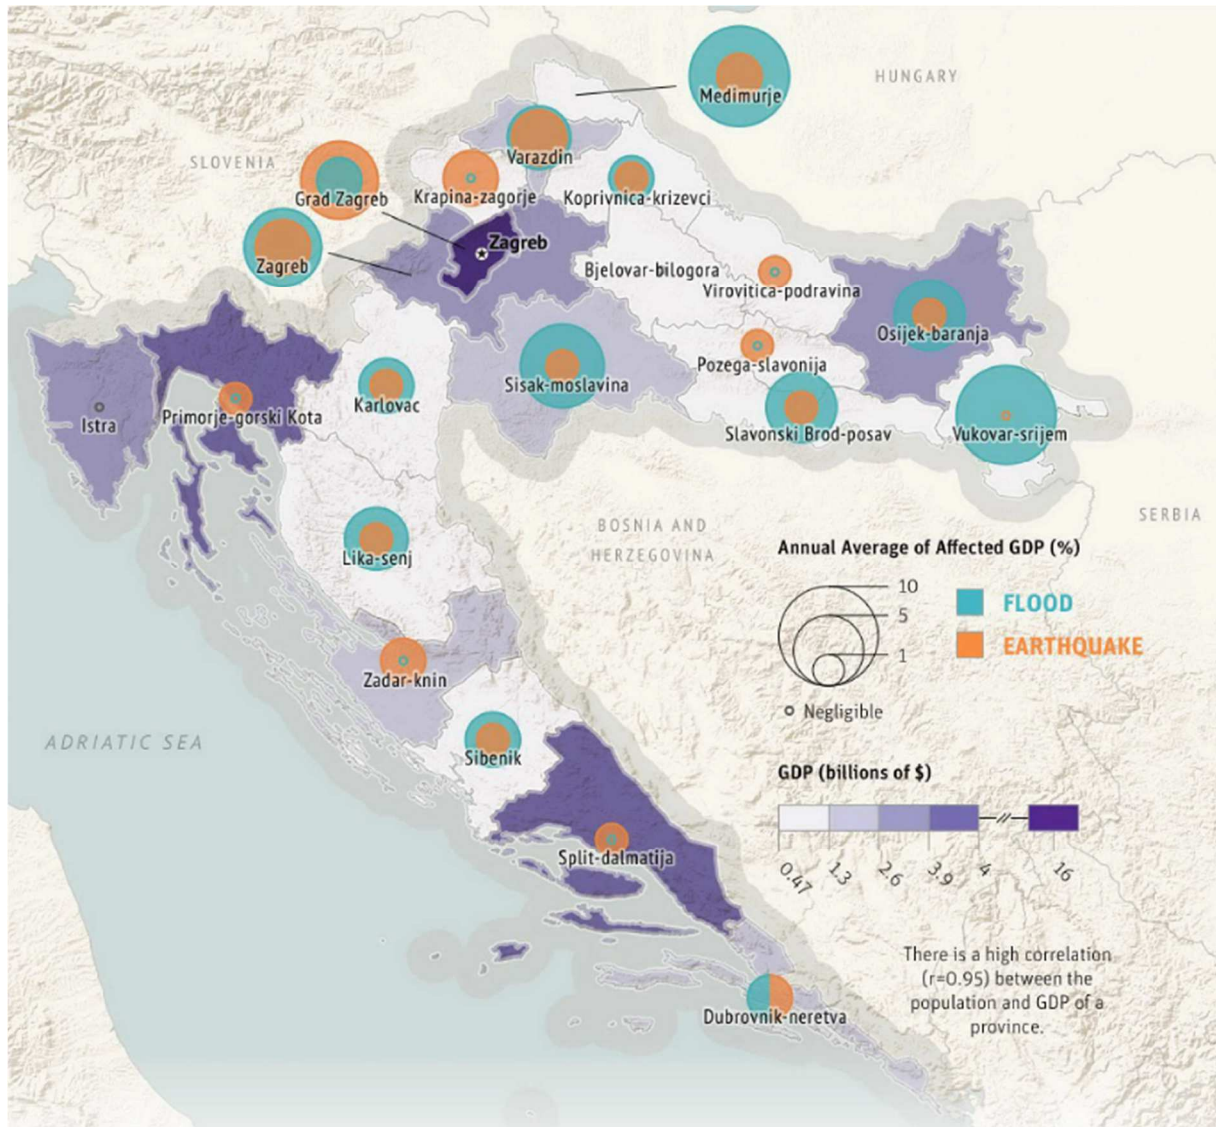 HUNGARY
Medimurje
SLOVENIA
Varazdin
Grad Zagreb
Krapina-zagorje
Koprivnica-krizevci
Zagreb
Zagreb
Bjelovar-bilogora
Virovitica-podravina
Osijek-baranja
Pozega-slavonija
Sisak-moslavina
Karlovac
Primorje-gorski Kota
Istra
Slavonski Brod-posav
Vukovar-srijem
SERBIA
BOSNIA AND
HERZEGOVINA
Lika-senj
Zadar-knin
ADRIATIC SEA
Sibenik
Split-dalmatija
Dubrovnik-neretva
Annual Average of Affected GDP (%)
10
5
1
FLOOD
EARTHQUAKE
Negligible
GDP (billions of $)
0.47
1.3
2.6
3.9
4
16
There is a high correlation
(r=0.95) between the
population and GDP of a
province.